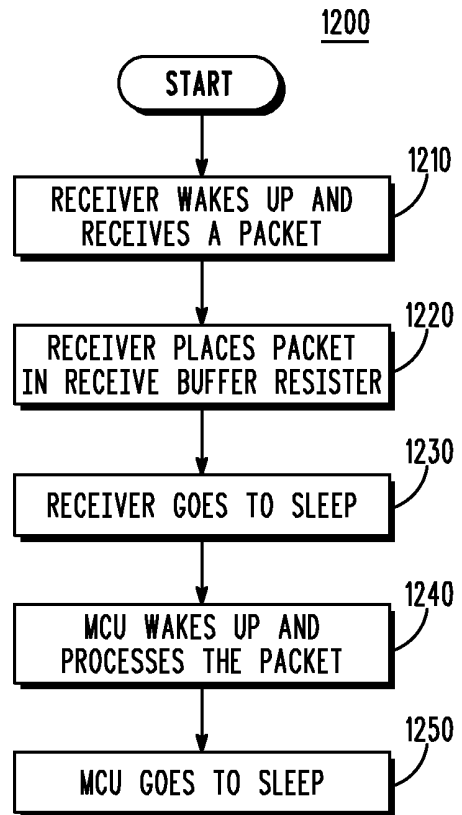 1200
START
1210
RECEIVER WAKES UP AND
RECEIVES A PACKET
1220
RECEIVER PLACES PACKET
IN RECEIVE BUFFER RESISTER
1230
RECEIVER GOES TO SLEEP
1240
MCU WAKES UP AND
PROCESSES THE PACKET
1250
MCU GOES TO SLEEP